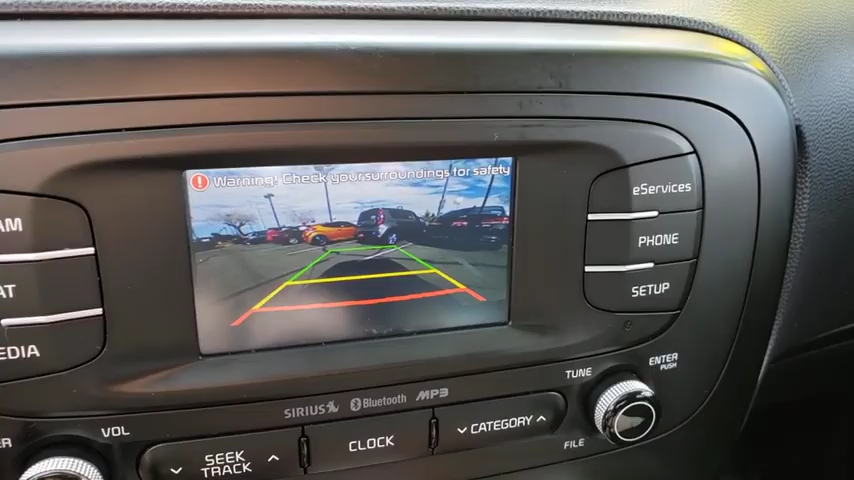 Warning! Check your surroundings for safety
AM
eServices
PHONE
AT
SETUP
EDIA
ENTER
PUSH
TUNE
SIRIUS Bluetooth MP3
VOL
SEEK
TRACK
CLOCK
CATEGORY
FILE
ER